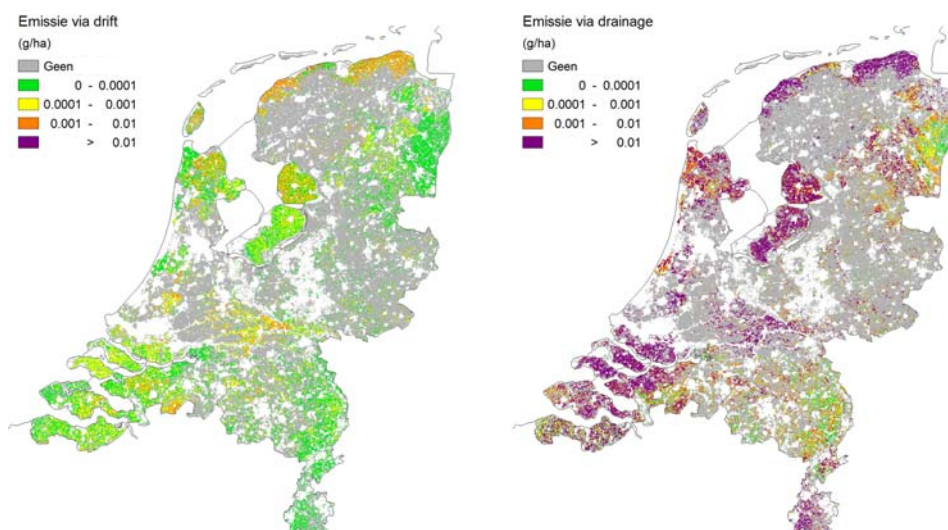 Emissie via drift
(g/ha)
Geen
0 - 0.0001
0.0001 - 0.001
0.001 - 0.01
> 0.01
Emissie via drainage
(g/ha)
Geen
0 - 0.0001
0.0001 - 0.001
0.001 - 0.01
> 0.01